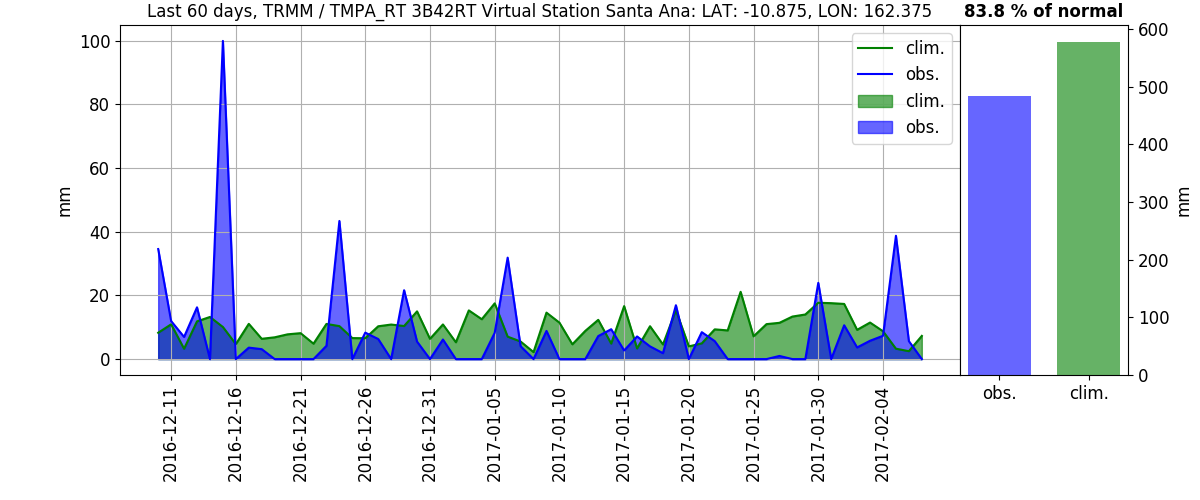 Last 60 days, TRMM / TMPA_RT 3B42RT Virtual Station Santa Ana: LAT: -10.875, LON: 162.375
83.8 % of normal
clim.
obs.
clim.
obs.
100
80
60
40
20
0
mm
2016-12-11
2016-12-16
2016-12-21
2016-12-26
2016-12-31
2017-01-05
2017-01-10
2017-01-15
2017-01-20
2017-01-25
2017-01-30
2017-02-04
600
500
400
300
200
100
0
mm
obs.
clim.